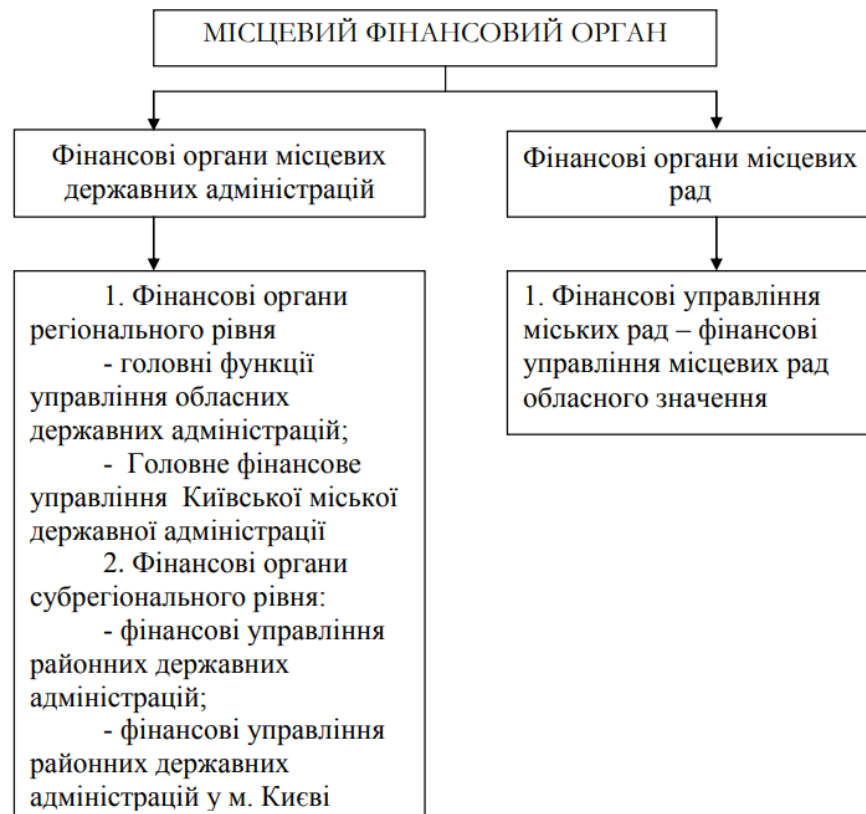 МІСЦЕВИЙ ФІНАНСОВИЙ ОРГАН
Фінансові органи місцевих
державних адміністрацій
Фінансові органи місцевих
рад
1. Фінансові органи
регіонального рівня
- головні функції
управління обласних
державних адміністрацій;
- Головне фінансове
управління Київської міської
державної адміністрації
2. Фінансові органи
субрегіонального рівня:
- фінансові управління
районних державних
адміністрацій;
- фінансові управління
районних державних
адміністрацій у м. Києві
1. Фінансові управління
міських рад – фінансові
управління місцевих рад
обласного значення